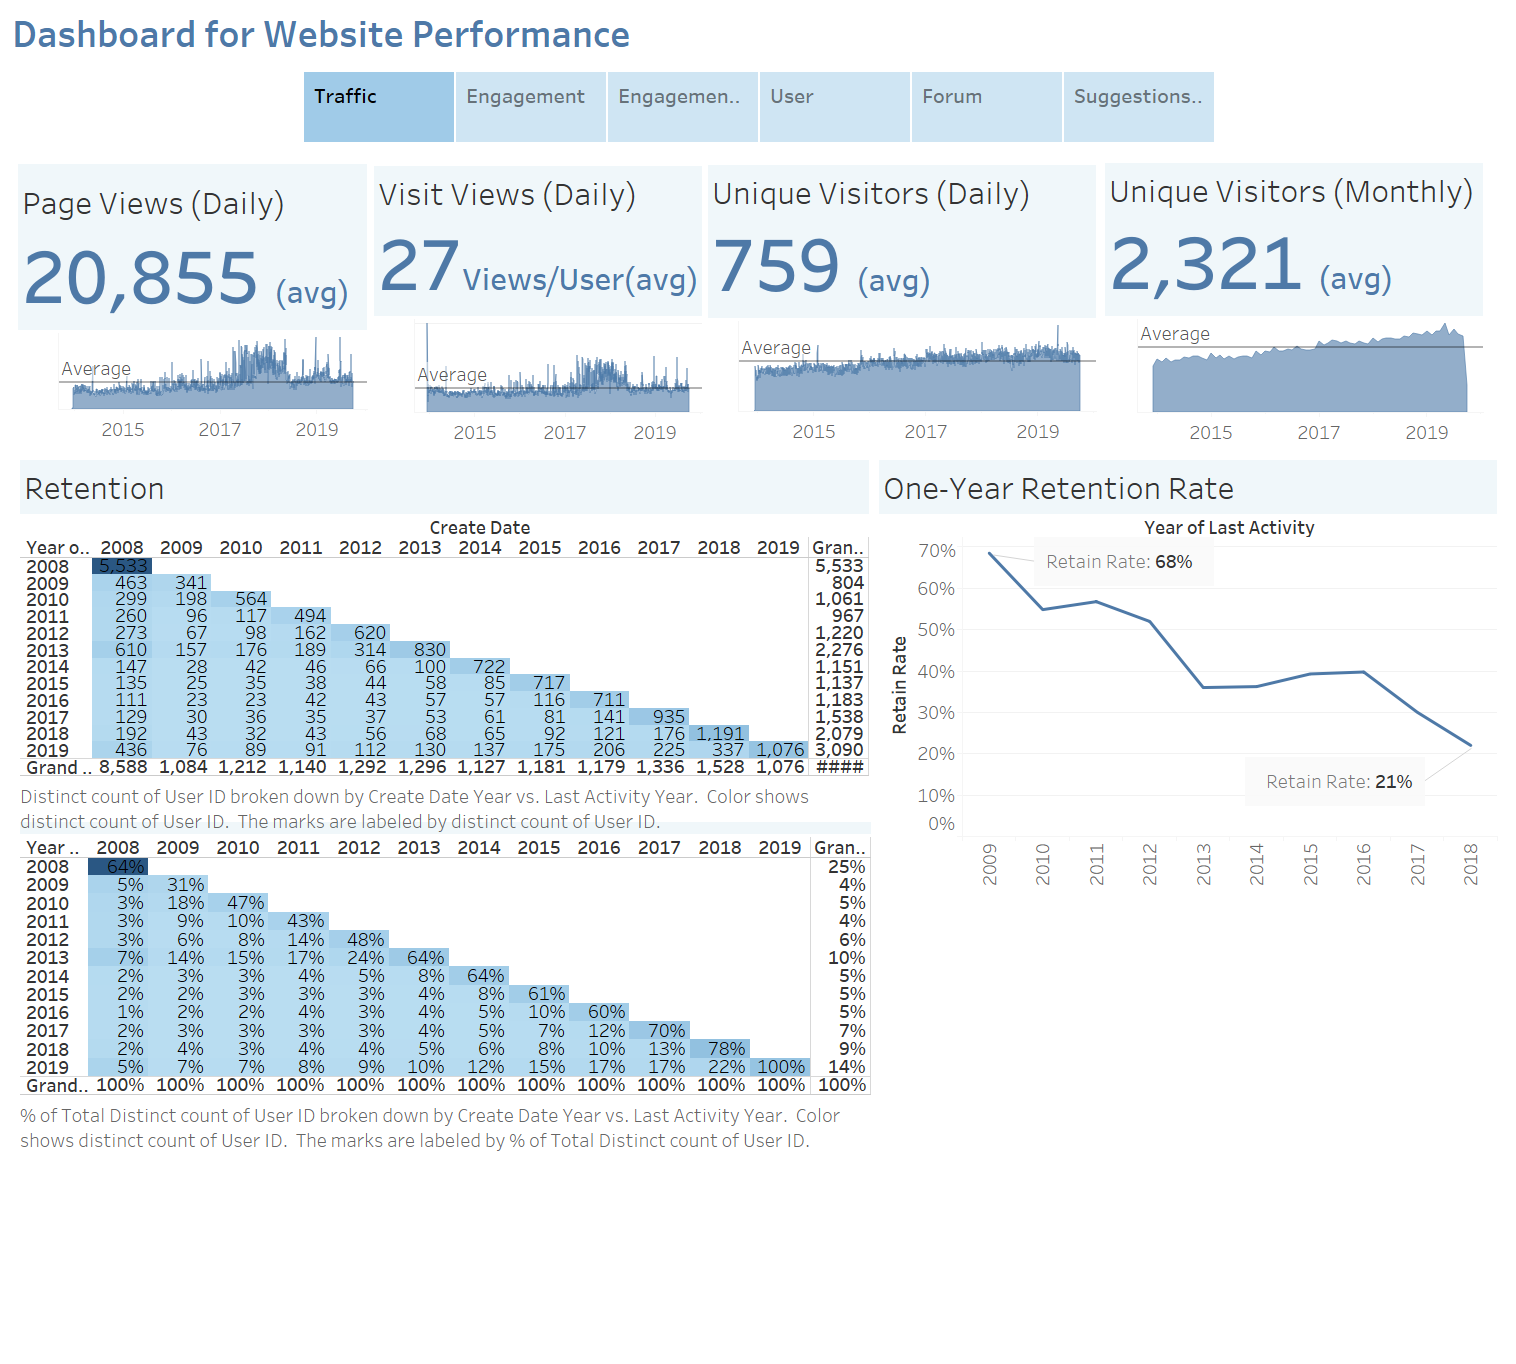 Dashboard for Website Performance
Traffic
Engagement
Engagemen..
User
Forum
Suggestions..
Page Views (Daily)
20,855 (avg)
Average
2015 2017 2019
Visit Views (Daily)
27 Views/User(avg)
Average
2015 2017 2019
Unique Visitors (Daily)
759 (avg)
Average
2015 2017 2019
Unique Visitors (Monthly)
2,321 (avg)
Average
2015 2017 2019
Retention
Create Date
Year o.. 2008 2009 2010 2011 2012 2013 2014 2015 2016 2017 2018 2019 Gran..
2008 5,533 5,533
2009 463 341 804
2010 299 198 564 1,061
2011 260 96 117 494 967
2012 273 67 98 162 620 1,220
2013 610 157 176 189 314 830 2,276
2014 147 28 42 46 66 100 722 1,151
2015 135 25 35 38 44 58 85 717 1,137
2016 111 23 23 42 43 57 57 116 711 1,183
2017 129 30 36 35 37 53 61 81 141 935 1,538
2018 192 43 32 43 56 68 65 92 121 176 1,191 2,079
2019 436 76 89 91 112 130 137 175 206 225 337 1,076 3,090
Grand .. 8,588 1,084 1,212 1,140 1,292 1,296 1,127 1,181 1,179 1,336 1,528 1,076 ####
Distinct count of User ID broken down by Create Date Year vs. Last Activity Year. Color shows
distinct count of User ID. The marks are labeled by distinct count of User ID.
Year .. 2008 2009 2010 2011 2012 2013 2014 2015 2016 2017 2018 2019 Gran..
2008 64% 25%
2009 5% 31% 4%
2010 3% 18% 47% 5%
2011 3% 9% 10% 43% 4%
2012 3% 6% 8% 14% 48% 6%
2013 7% 14% 15% 17% 24% 64% 10%
2014 2% 3% 3% 4% 5% 8% 64% 5%
2015 2% 2% 3% 3% 3% 4% 8% 61% 5%
2016 1% 2% 2% 4% 3% 4% 5% 10% 60% 5%
2017 2% 3% 3% 3% 3% 4% 5% 7% 12% 70% 7%
2018 2% 4% 3% 4% 4% 5% 6% 8% 10% 13% 78% 9%
2019 5% 7% 7% 8% 9% 10% 12% 15% 17% 17% 22% 100% 14%
Grand.. 100% 100% 100% 100% 100% 100% 100% 100% 100% 100% 100% 100% 100%
% of Total Distinct count of User ID broken down by Create Date Year vs. Last Activity Year. Color
shows distinct count of User ID. The marks are labeled by % of Total Distinct count of User ID.
One-Year Retention Rate
Year of Last Activity
Retain Rate
70%
60%
50%
40%
30%
20%
10%
0%
Retain Rate: 68%
Retain Rate: 21%
2009 2010 2011 2012 2013 2014 2015 2016 2017 2018